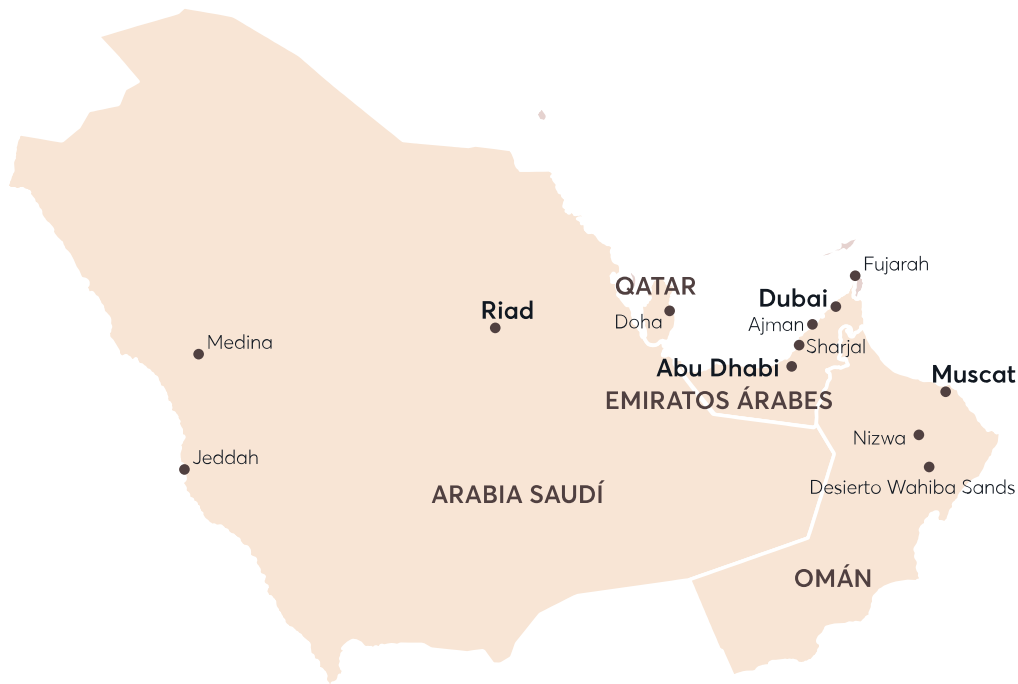 Fujarah
QATAR
Dubai
Riad
Doha
Ajman
Medina
Sharjal
Abu Dhabi
Muscat
EMIRATOS ÁRABES
Nizwa
Jeddah
Desierto Wahiba Sands
ARABIA SAUDÍ
OMÁN